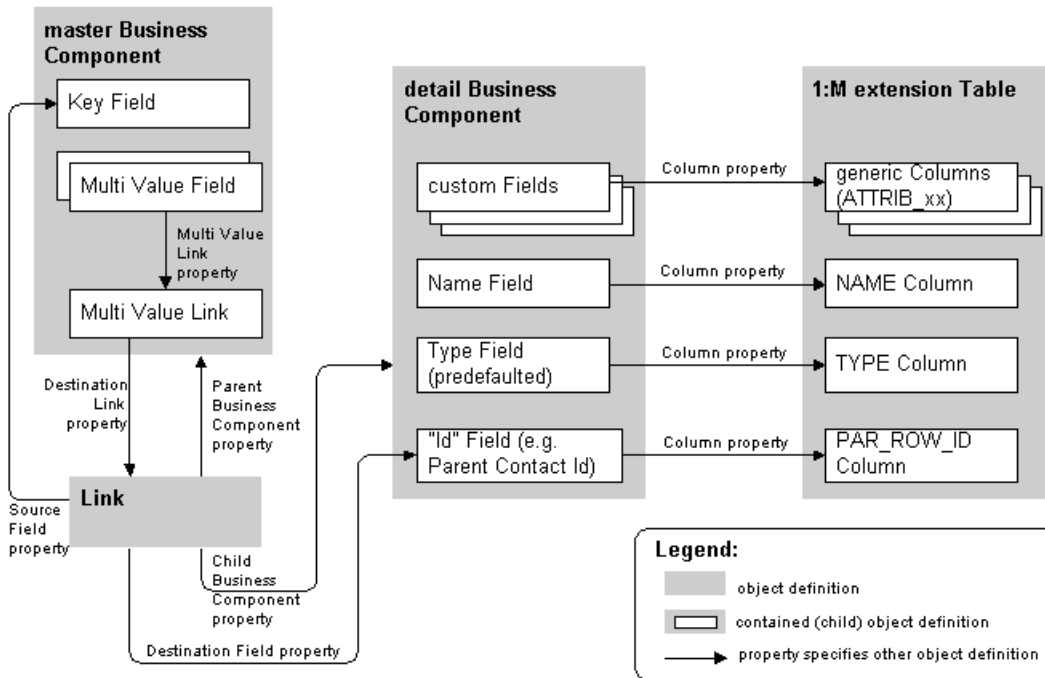 master Business
Component
Key Field
Multi Value Field
Multi Value
Link
property
Multi Value Link
Destination
Link
property
Parent
Business
Component
property
Link
Source
Field
property
Child
Business
Component
property
Destination Field property
detail Business
Component
custom Fields
Name Field
Type Field
(predefaulted)
"Id" Field (e.g.
Parent Contact Id)
Column property
Column property
Column property
Column property
1:M extension Table
generic Columns
(ATTRIB_xx)
NAME Column
TYPE Column
PAR_ROW_ID
Column
Legend:
object definition
contained (child) object definition
property specifies other object definition